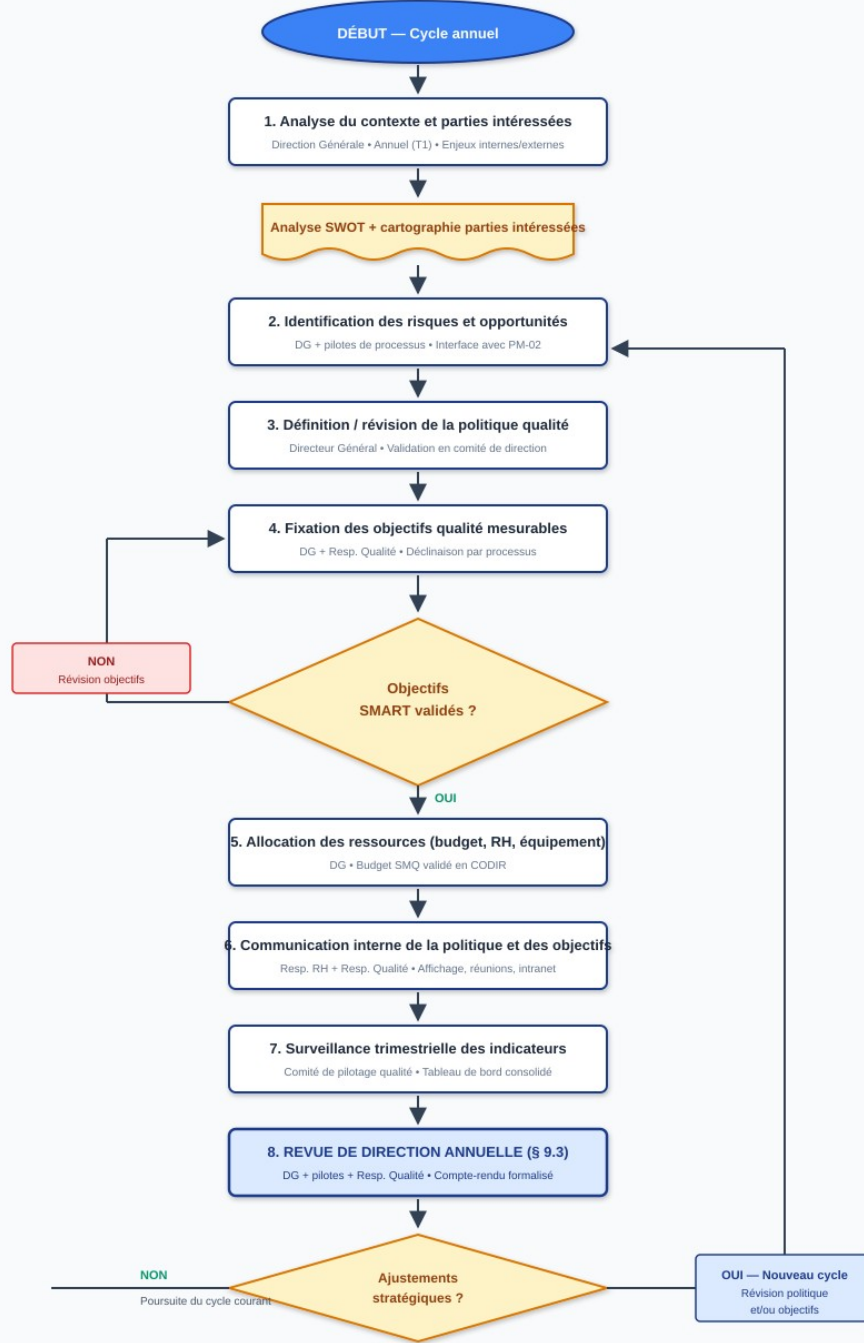 DÉBUT — Cycle annuel
1. Analyse du contexte et parties intéressées
Direction Générale • Annuel (T1) • Enjeux internes/externes
Analyse SWOT + cartographie parties intéressées
2. Identification des risques et opportunités
DG + pilotes de processus • Interface avec PM-02
3. Définition / révision de la politique qualité
Directeur Général • Validation en comité de direction
4. Fixation des objectifs qualité mesurables
DG + Resp. Qualité • Déclinaison par processus
NON
Révision objectifs
Objectifs
SMART validés ?
OUI
5. Allocation des ressources (budget, RH, équipement)
DG • Budget SMQ validé en CODIR
6. Communication interne de la politique et des objectifs
Resp. RH + Resp. Qualité • Affichage, réunions, intranet
7. Surveillance trimestrielle des indicateurs
Comité de pilotage qualité • Tableau de bord consolidé
8. REVUE DE DIRECTION ANNUELLE (§ 9.3)
DG + pilotes + Resp. Qualité • Compte-rendu formalisé
NON
Poursuite du cycle courant
Ajustements
stratégiques ?
OUI — Nouveau cycle
Révision politique
et/ou objectifs